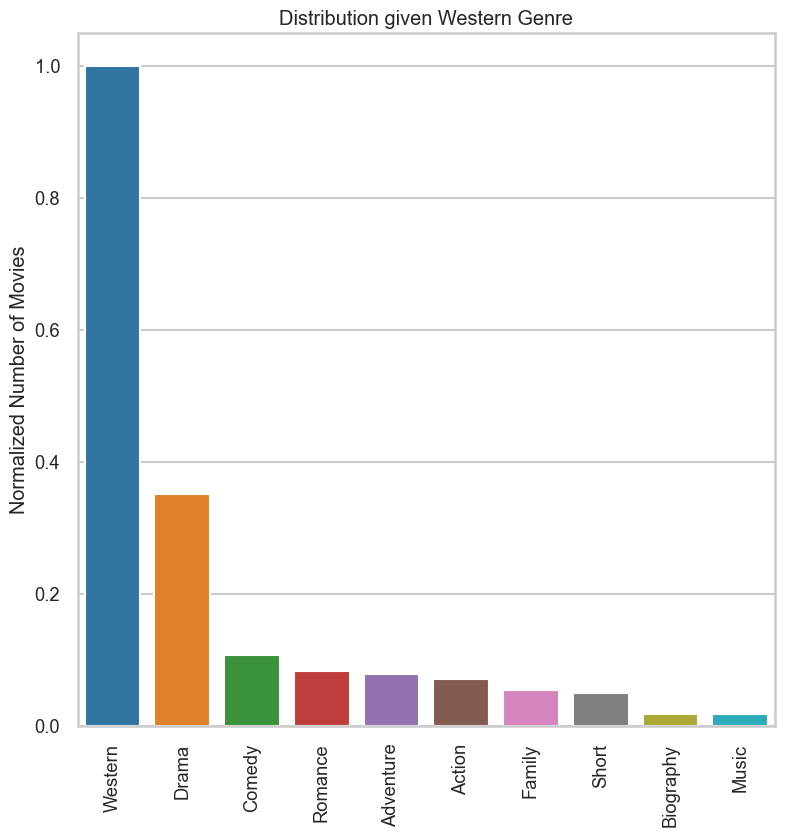 Distribution given Western Genre
Normalized Number of Movies
1.0
0.8
0.6
0.4
0.2
0.0
Western
Drama
Comedy
Romance
Adventure
Action
Family
Short
Biography
Music